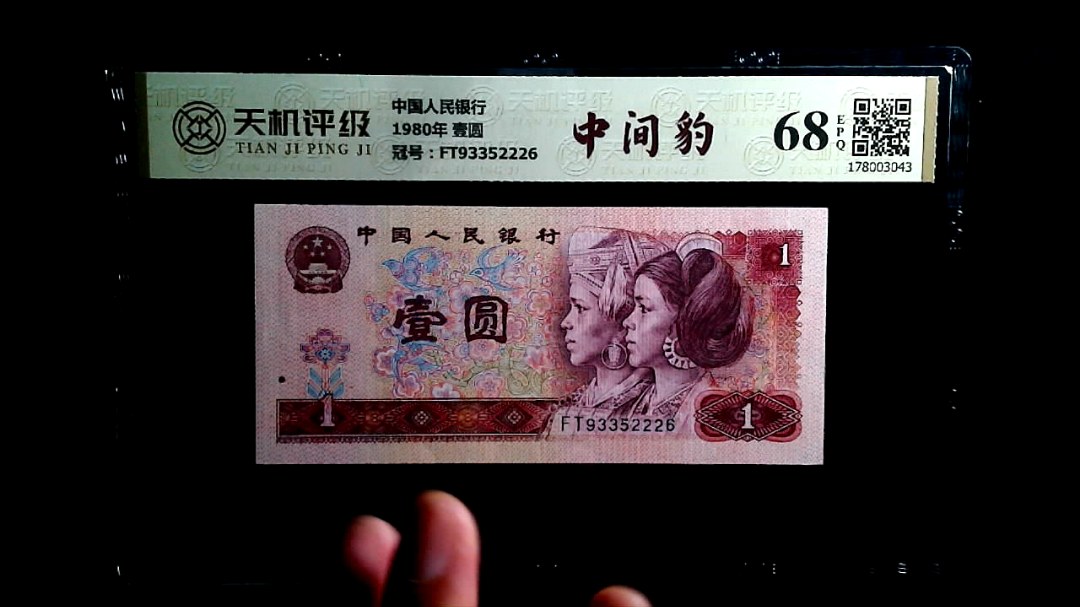 天机评级
TIAN JI PING JI
中国人民银行
1980年 壹圆
冠号：FT93352226
中间豹
68
EPQ
178003043
中国人民银行
壹圆
1
1
FT93352226
1